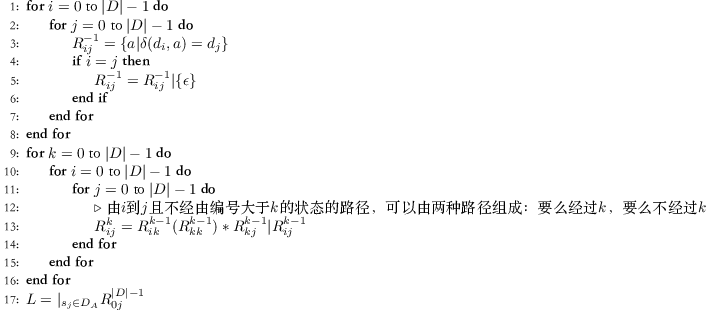 1: for i = 0 to |D| − 1 do
2: for j = 0 to |D| − 1 do
3: R_{ij}^{-1} = {a|δ(d_i, a) = d_j}
4: if i = j then
5: R_{ij}^{-1} = R_{ij}^{-1}|{ϵ}
6: end if
7: end for
8: end for
9: for k = 0 to |D| − 1 do
10: for i = 0 to |D| − 1 do
11: for j = 0 to |D| − 1 do
12: ▷ 由i到j且不经由编号大于k的状态的路径，可以由两种路径组成：要么经过k，要么不经过k
13: R_{ij}^{k} = R_{ik}^{k-1}(R_{kk}^{k-1}) ∗ R_{kj}^{k-1}|R_{ij}^{k-1}
14: end for
15: end for
16: end for
17: L = |_{s_j∈D_A} R_{0j}^{|D|-1}